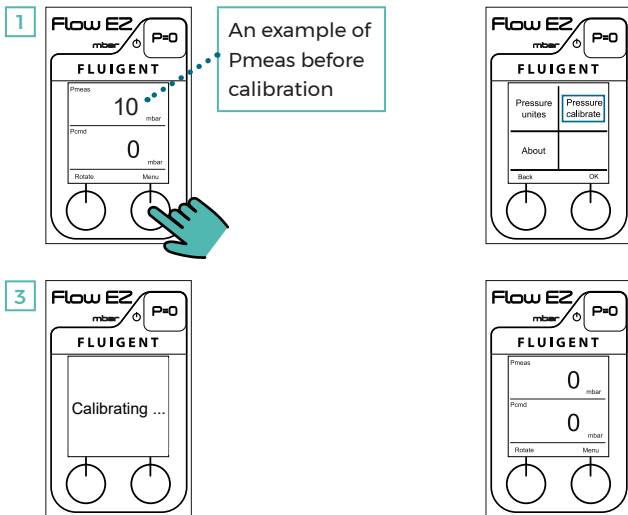 1
Flow EZ
mbar
P=0
FLUIGENT
Pmeas
10
mbar
Pcmd
0
mbar
Rotate
Menu
An example of
Pmeas before
calibration
Flow EZ
mbar
P=0
FLUIGENT
Pressure
unites
Pressure
calibrate
About
Back
OK
3
Flow EZ
mbar
P=0
FLUIGENT
Calibrating ...
Flow EZ
mbar
P=0
FLUIGENT
Pmeas
0
mbar
Pcmd
0
mbar
Rotate
Menu